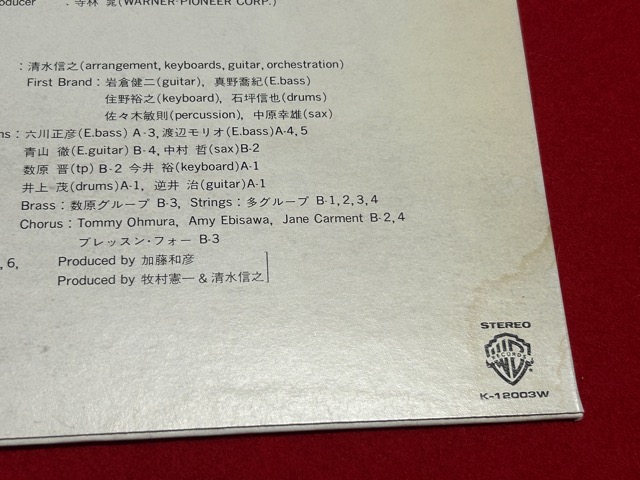 oducer : 寺林 晁(WARNER-PIONEER CORP.)
: 清水信之(arrangement, keyboards, guitar, orchestration)
First Brand : 岩倉健二(guitar), 真野喬紀(E.bass)
住野裕之(keyboard), 石坪信也(drums)
佐々木敏則(percussion), 中原幸雄(sax)
ns : 六川正彦(E.bass) A-3, 渡辺モリオ(E.bass)A-4, 5
青山 徹(E.guitar) B-4, 中村 哲(sax)B-2
数原 晋(tp) B-2 今井 裕(keyboard)A-1
井上 茂(drums)A-1, 逆井 治(guitar)A-1
Brass : 数原グループ B-3, Strings : 多グループ B-1, 2, 3, 4
Chorus : Tommy Ohmura, Amy Ebisawa, Jane Carment B-2, 4
ブレッスン・フォー B-3
, 6, Produced by 加藤和彦
Produced by 牧村憲一 & 清水信之
STEREO
WB
RECORDS
K-12003W